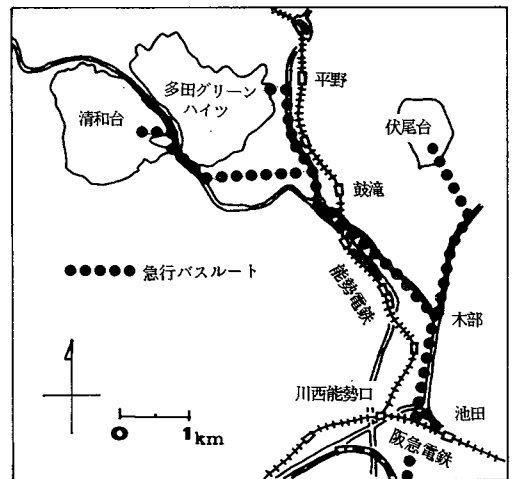 平野
多田グリーン
ハイツ
清和台
伏尾台
鼓滝
急行バスルート
能勢電鉄
木部
川西能勢口
池田
阪急電鉄
0 1km